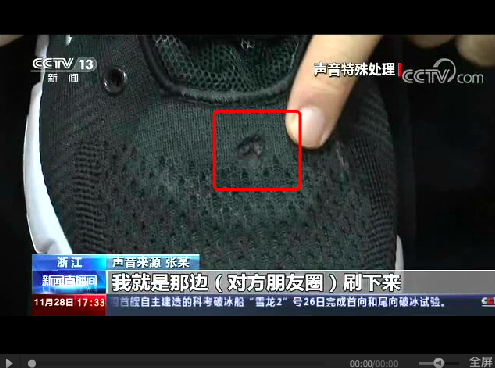 CCTV 13
新闻
声音特殊处理
CCTV.com
浙江
声音来源 张某
新闻直播间
我就是那边（对方朋友圈）刷下来
11月28日 17:33
首艘自主建造的科考破冰船“雪龙2”号26日完成首向和尾向破冰试验。
00:00/00:00
全屏